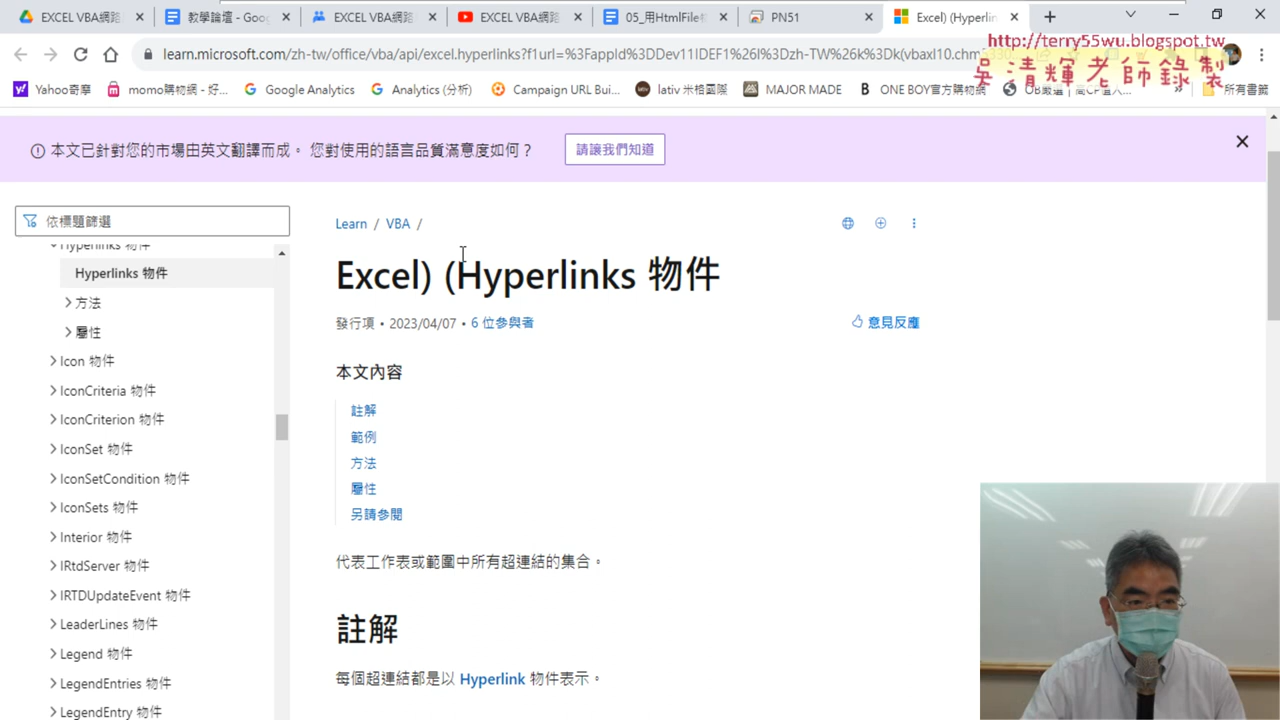 EXCEL VBA網路
教學論壇 - Goog
EXCEL VBA網路
EXCEL VBA網路
05_用HtmlFile
PN51
Excel) (Hyperlin
http://terry55wu.blogspot.tw
吳清輝老師錄製
learn.microsoft.com/zh-tw/office/vba/api/excel.hyperlinks?f1url=%3FappId%3DDev11IDEF1%26l%3Dzh-TW%26k%3Dk(vbaxl10.chm
Yahoo奇摩
momo購物網 - 好...
Google Analytics
Analytics (分析)
Campaign URL Bui...
lativ 米格國際
MAJOR MADE
ONE BOY官方購物網
所有書籤
本文已針對您的市場由英文翻譯而成。 您對使用的語言品質滿意度如何？
請讓我們知道
依標題篩選
Hyperlinks 物件
Hyperlinks 物件
方法
屬性
Icon 物件
IconCriteria 物件
IconCriterion 物件
IconSet 物件
IconSetCondition 物件
IconSets 物件
Interior 物件
IRtdServer 物件
IRTDUpdateEvent 物件
LeaderLines 物件
Legend 物件
LegendEntries 物件
LegendEntry 物件
Learn / VBA /
Excel) (Hyperlinks 物件
發行項 • 2023/04/07 • 6 位參與者
意見反應
本文內容
註解
範例
方法
屬性
另請參閱
代表工作表或範圍中所有超連結的集合。
註解
每個超連結都是以 Hyperlink 物件表示。